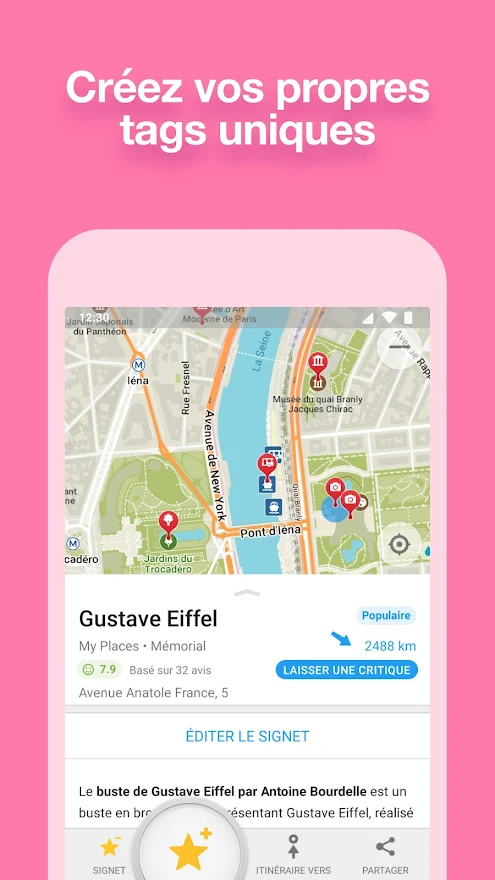 Créez vos propres
tags uniques
12:30
Jardin Japonais
du Panthéon
Musée d'Art
Moderne de Paris
La Seine
Avenue Rapp
Iéna
Rue Fresnel
Avenue de New York
Musée du quai Branly
Jacques Chirac
Quai Branly
Pont d'Iéna
cadéro
Jardins du
Trocadéro
Gustave Eiffel
Populaire
My Places • Mémorial
2488 km
7.9 Basé sur 32 avis
LAISSER UNE CRITIQUE
Avenue Anatole France, 5
ÉDITER LE SIGNET
Le buste de Gustave Eiffel par Antoine Bourdelle est un
buste en bro résentant Gustave Eiffel, réalisé
SIGNET
ITINÉRAIRE VERS
PARTAGER